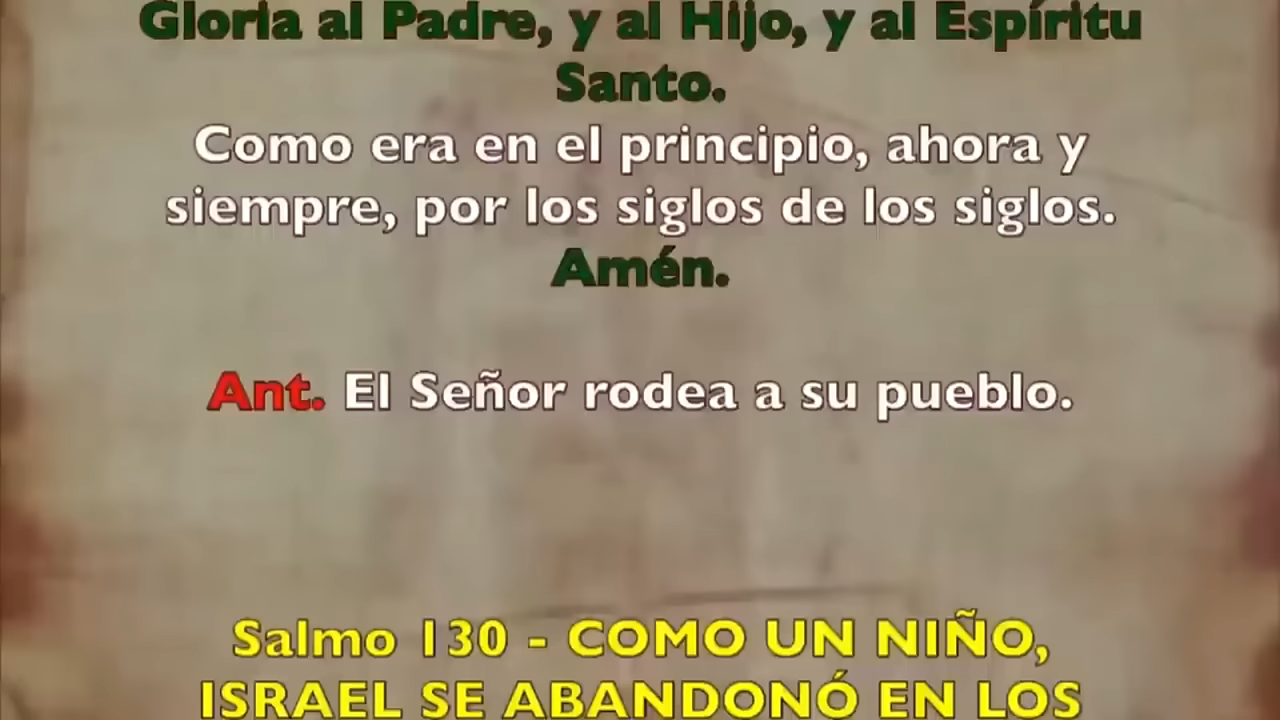 Gloria al Padre, y al Hijo, y al Espíritu
Santo.
Como era en el principio, ahora y
siempre, por los siglos de los siglos.
Amén.
Ant. El Señor rodea a su pueblo.
Salmo 130 - COMO UN NIÑO,
ISRAEL SE ABANDONÓ EN LOS